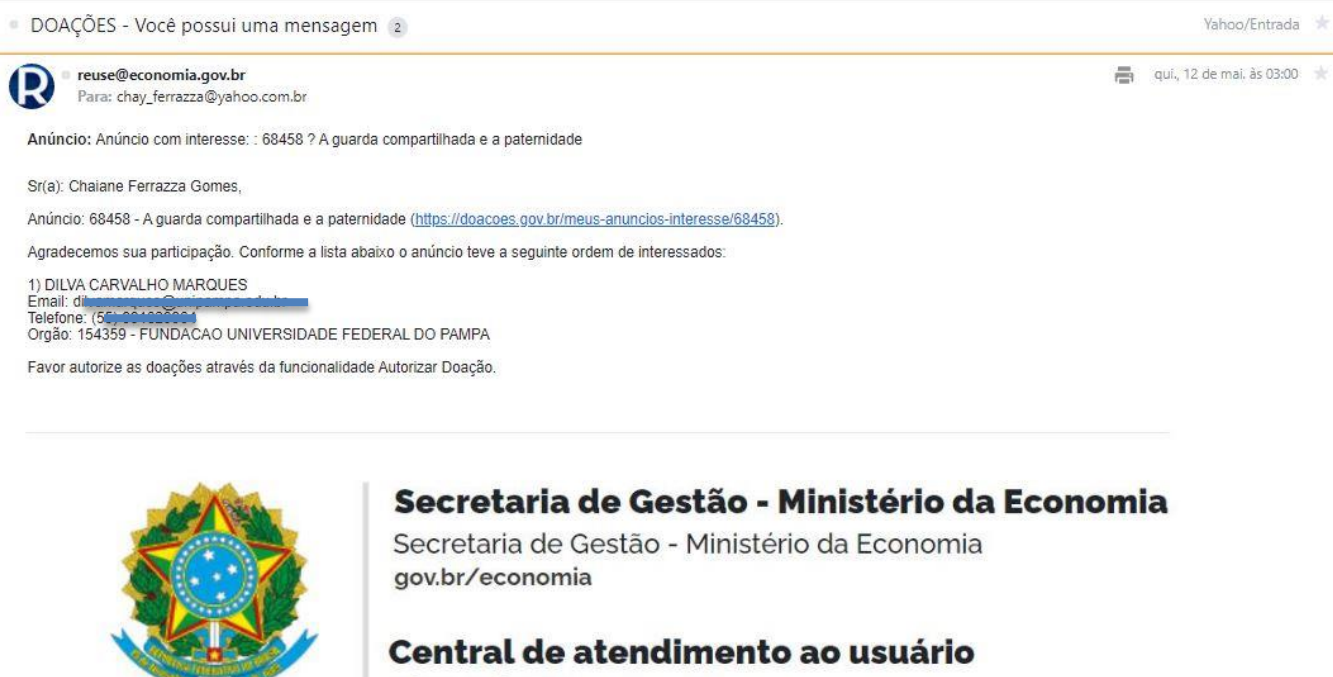 DOAÇÕES - Você possui uma mensagem 2
Yahoo/Entrada
R
reuse@economia.gov.br
qui., 12 de mai. às 03:00
Para: chay_ferrazza@yahoo.com.br
Anúncio: Anúncio com interesse: : 68458 ? A guarda compartilhada e a paternidade
Sr(a): Chaiane Ferrazza Gomes,
Anúncio: 68458 - A guarda compartilhada e a paternidade (https://doacoes.gov.br/meus-anuncios-interesse/68458).
Agradecemos sua participação. Conforme a lista abaixo o anúncio teve a seguinte ordem de interessados:
1) DILVA CARVALHO MARQUES
Email:
Telefone: (5
Orgão: 154359 - FUNDACAO UNIVERSIDADE FEDERAL DO PAMPA
Favor autorize as doações através da funcionalidade Autorizar Doação.
Secretaria de Gestão - Ministério da Economia
Secretaria de Gestão - Ministério da Economia
gov.br/economia
Central de atendimento ao usuário